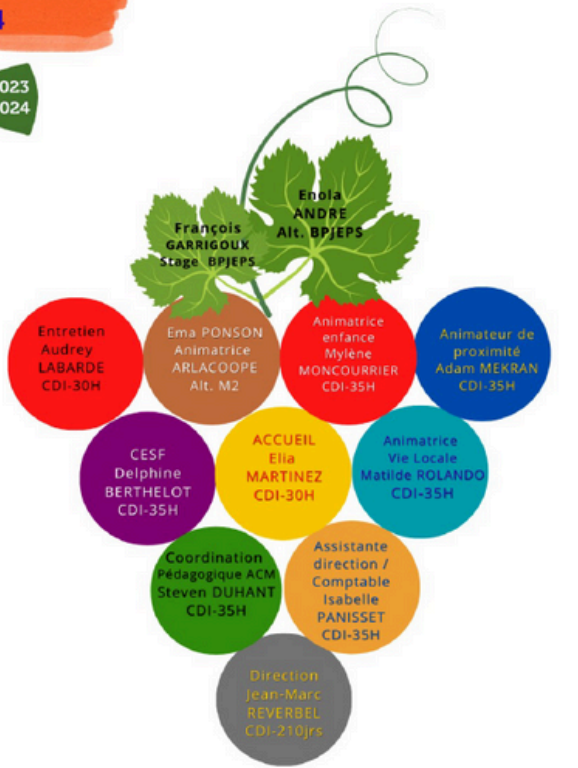 4
023
024
Enola
ANDRE
Alt. BPJEPS
François
GARRIGOUX
Stage BPJEPS
Entretien
Audrey
LABARDE
CDI-30H
Ema PONSON
Animatrice
ARLACOOPE
Alt. M2
Animatrice
enfance
Mylène
MONCOURRIER
CDI-35H
Animateur de
proximité
Adam MEKRAN
CDI-35H
CESF
Delphine
BERTHELOT
CDI-35H
ACCUEIL
Elia
MARTINEZ
CDI-30H
Animatrice
Vie Locale
Matilde ROLANDO
CDI-35H
Coordination
Pédagogique ACM
Steven DUHANT
CDI-35H
Assistante
direction /
Comptable
Isabelle
PANISSET
CDI-35H
Direction
Jean-Marc
REVERBEL
CDI-210jrs